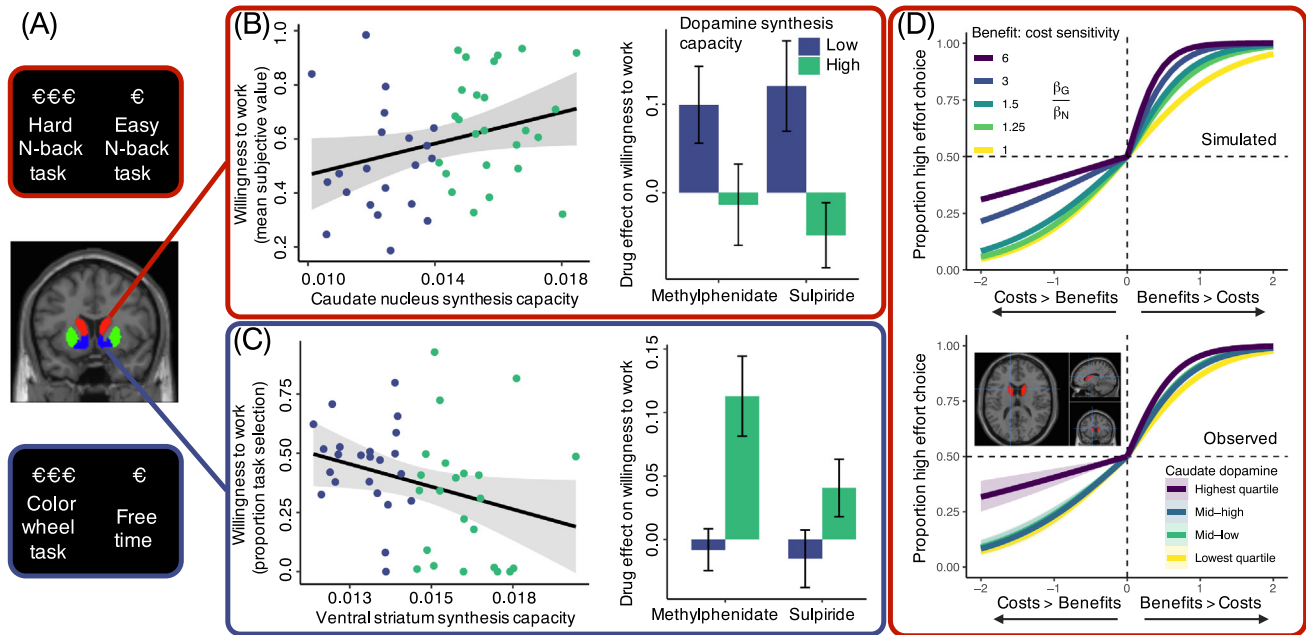 (A)
€€€ €
Hard Easy
N-back N-back
task task
€€€ €
Color
wheel Free
task time
(B)
Willingness to work
(mean subjective value)
0.2 0.4 0.6 0.8 1.0
0.010 0.014 0.018
Caudate nucleus synthesis capacity
Dopamine synthesis
capacity
Low
High
Drug effect on willingness to work
0.0 0.1
Methylphenidate Sulpiride
(C)
Willingness to work
(proportion task selection)
0.0 0.25 0.50 0.75
0.013 0.015 0.018
Ventral striatum synthesis capacity
Drug effect on willingness to work
0.00 0.05 0.10 0.15
Methylphenidate Sulpiride
(D)
Benefit: cost sensitivity
6
3
1.5
1.25
1
βG
βN
Simulated
Proportion high effort choice
1.00
0.75
0.50
0.25
0.00
−2 −1 0 1 2
Costs > Benefits Benefits > Costs
Observed
Caudate dopamine
Highest quartile
Mid−high
Mid−low
Lowest quartile
Proportion high effort choice
1.00
0.75
0.50
0.25
0.00
−2 −1 0 1 2
Costs > Benefits Benefits > Costs